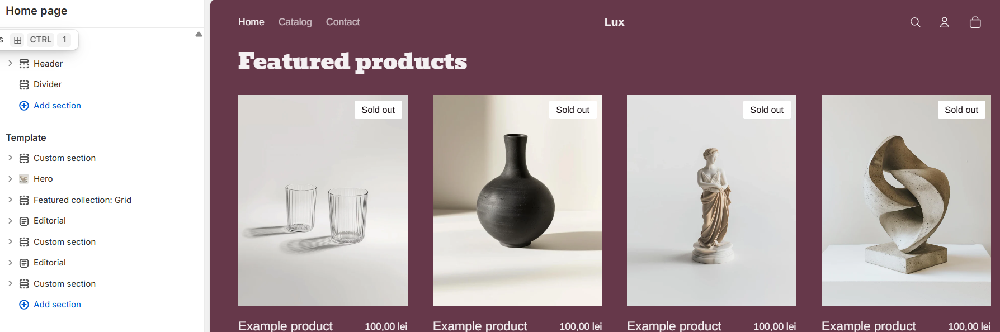 Home page
s CTRL 1
Header
Divider
Add section
Template
Custom section
Hero
Featured collection: Grid
Editorial
Custom section
Editorial
Custom section
Add section
Home Catalog Contact
Lux
Featured products
Sold out
Sold out
Sold out
Sold out
Example product 100,00 lei
Example product 100,00 lei
Example product 100,00 lei
Example product 100,00 lei